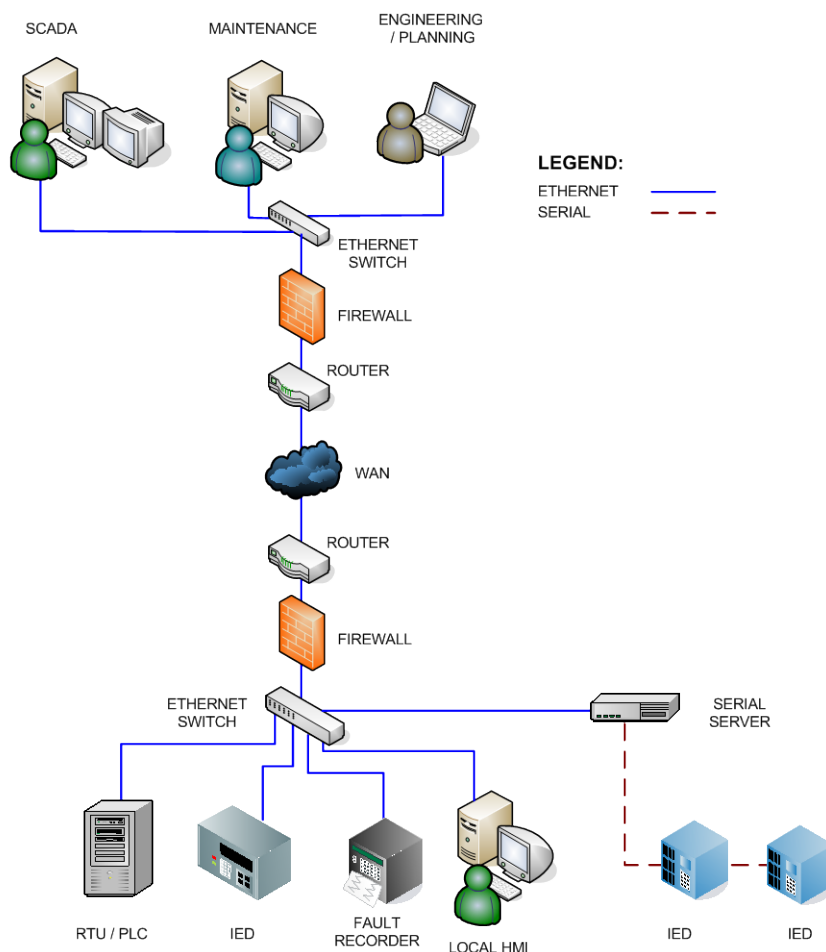 SCADA
MAINTENANCE
ENGINEERING
/ PLANNING
LEGEND:
ETHERNET
SERIAL
ETHERNET
SWITCH
FIREWALL
ROUTER
WAN
ROUTER
FIREWALL
ETHERNET
SWITCH
SERIAL
SERVER
RTU / PLC
IED
FAULT
RECORDER
LOCAL HMI
IED
IED